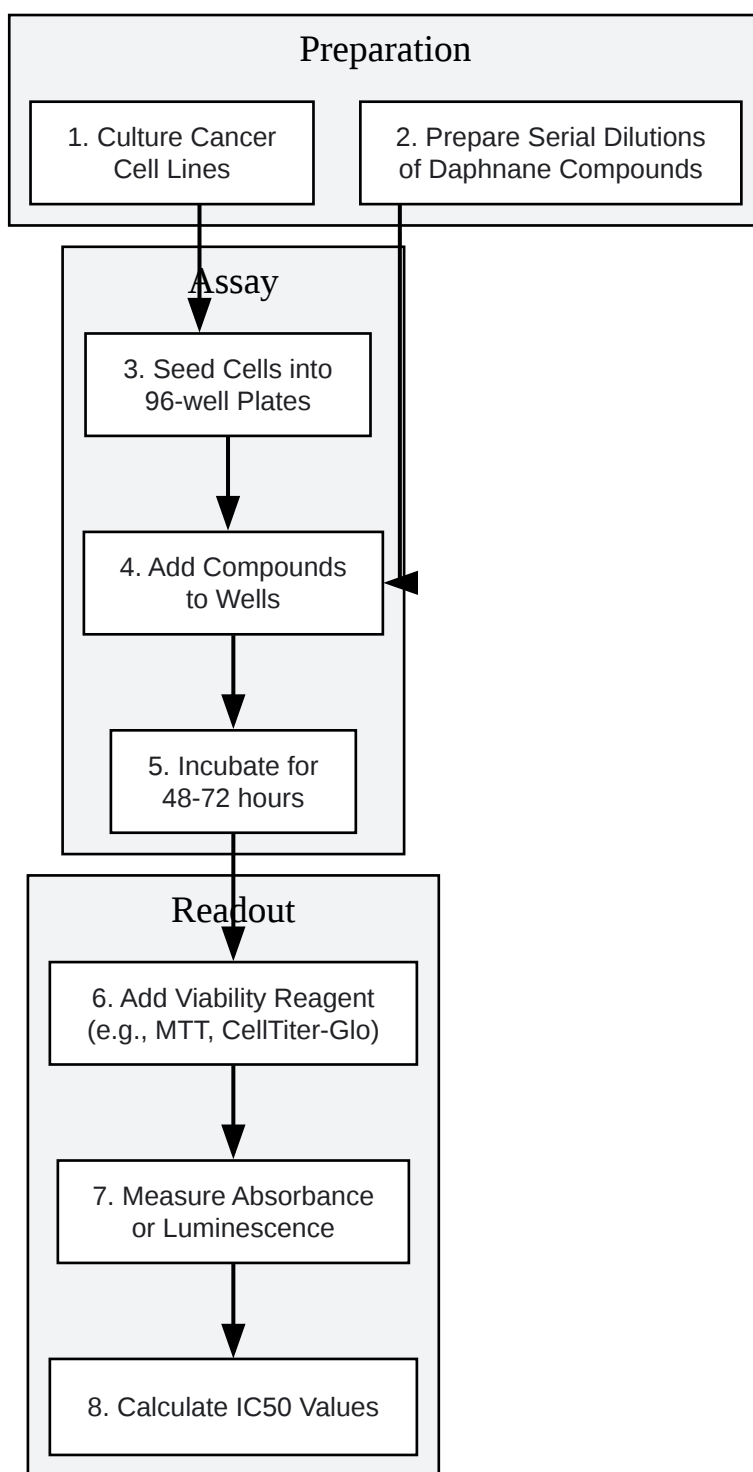 Preparation
1. Culture Cancer
Cell Lines
2. Prepare Serial Dilutions
of Daphnane Compounds
Assay
3. Seed Cells into
96-well Plates
4. Add Compounds
to Wells
5. Incubate for
48-72 hours
Readout
6. Add Viability Reagent
(e.g., MTT, CellTiter-Glo)
7. Measure Absorbance
or Luminescence
8. Calculate IC50 Values